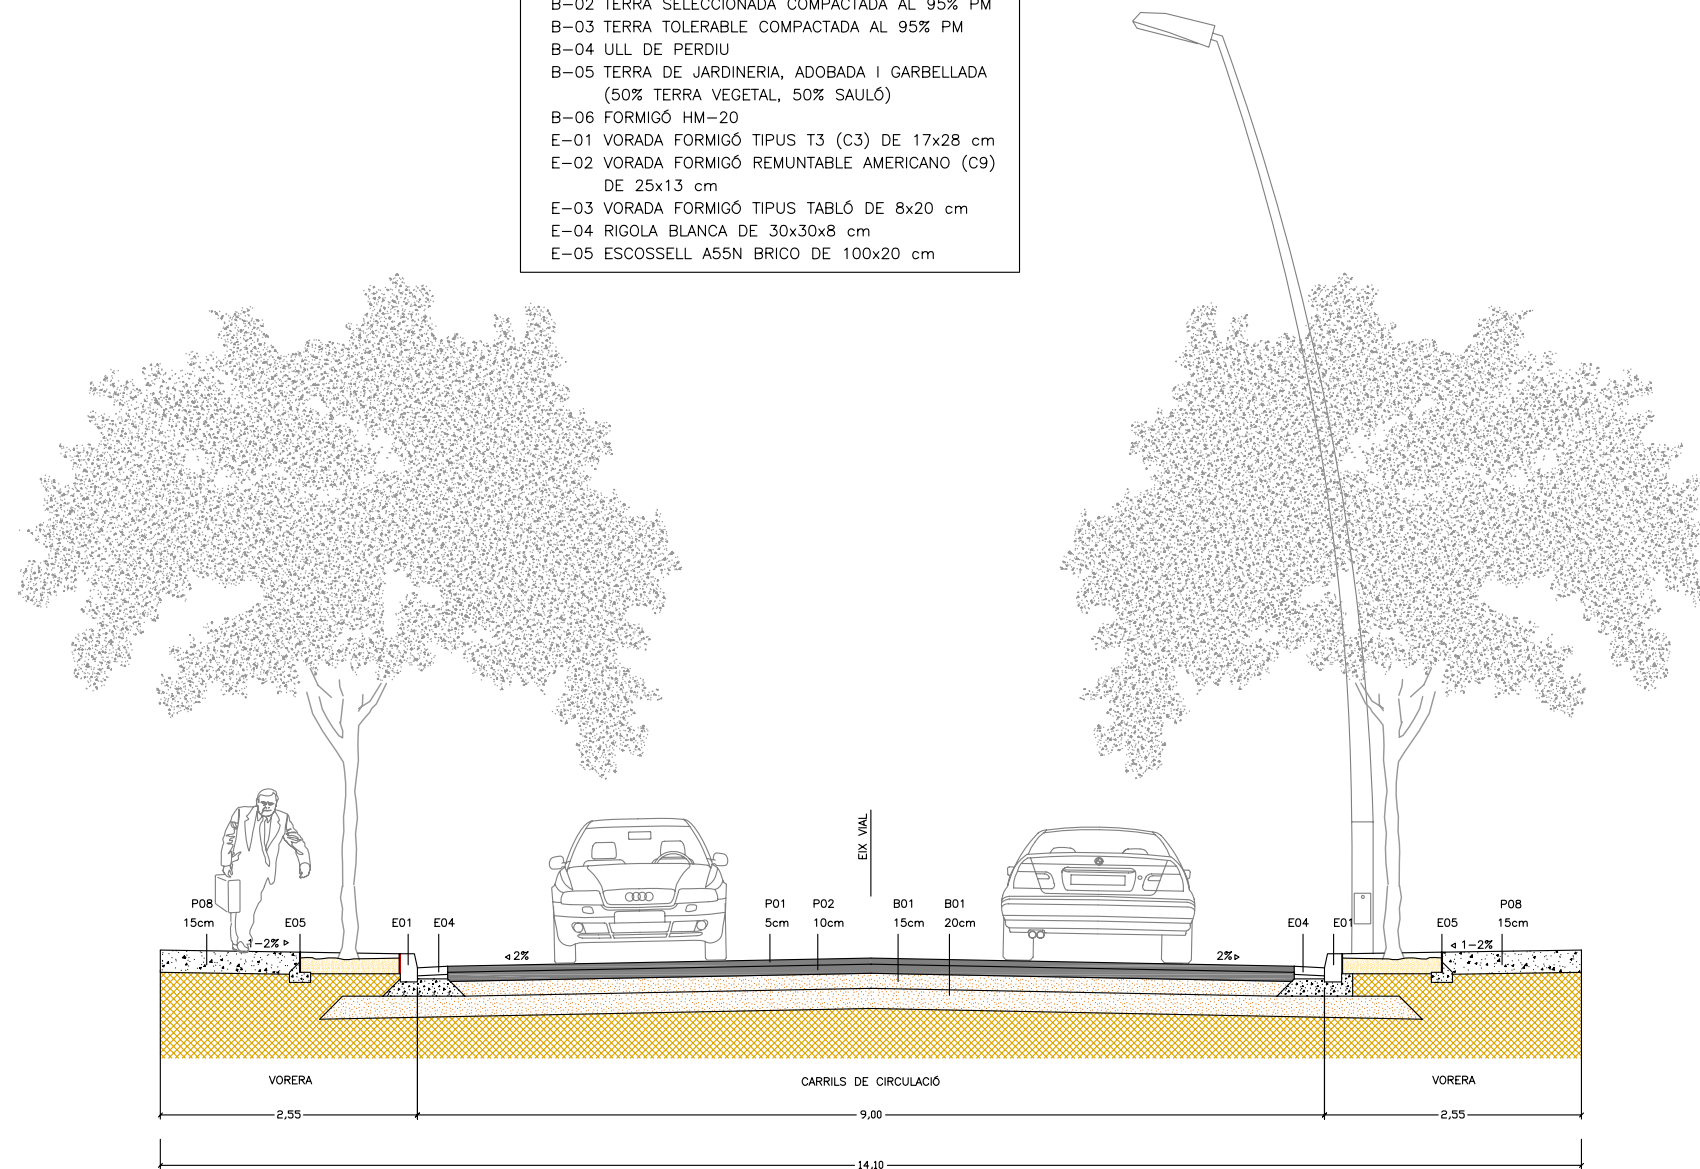 B-02 TERRA SELECCIONADA COMPACTADA AL 95% PM
B-03 TERRA TOLERABLE COMPACTADA AL 95% PM
B-04 ULL DE PERDIU
B-05 TERRA DE JARDINERIA, ADOBADA I GARBELLADA
(50% TERRA VEGETAL, 50% SAULÓ)
B-06 FORMIGÓ HM-20
E-01 VORADA FORMIGÓ TIPUS T3 (C3) DE 17x28 cm
E-02 VORADA FORMIGÓ REMUNTABLE AMERICANO (C9)
DE 25x13 cm
E-03 VORADA FORMIGÓ TIPUS TABLÓ DE 8x20 cm
E-04 RIGOLA BLANCA DE 30x30x8 cm
E-05 ESCOSSELL A55N BRICO DE 100x20 cm
EIX VIAL
P08
15cm
E05
E01
E04
P01
5cm
P02
10cm
B01
15cm
B01
20cm
E04
E01
E05
P08
15cm
1-2%
2%
2%
1-2%
VORERA
CARRILS DE CIRCULACIÓ
VORERA
2,55
9,00
2,55
14,10